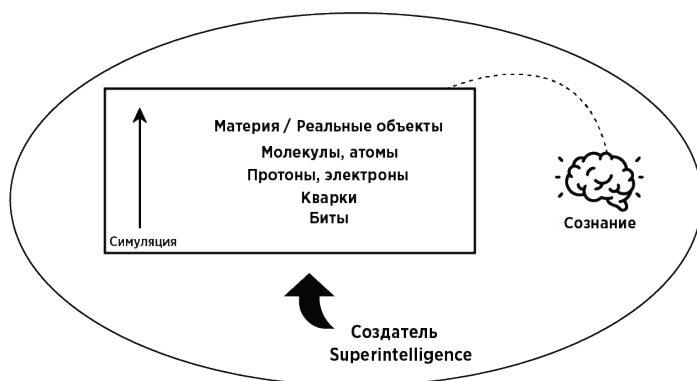 Материя / Реальные объекты
Молекулы, атомы
Протоны, электроны
Кварки
Биты
Симуляция
Сознание
Создатель
Superintelligence